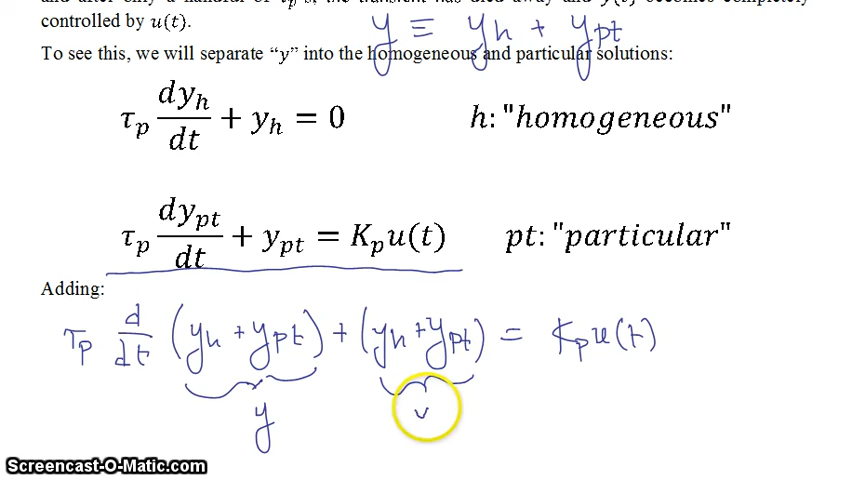 controlled by u(t).
y ≡ yₕ + yₚₜ
To see this, we will separate “y” into the homogeneous and particular solutions:
τₚ dyₕ/dt + yₕ = 0    h: "homogeneous"
τₚ dyₚₜ/dt + yₚₜ = Kₚu(t)    pt: "particular"
Adding:
τₚ d/dt (yₕ + yₚₜ) + (yₕ + yₚₜ) = Kₚu(t)
y
Screencast-O-Matic.com